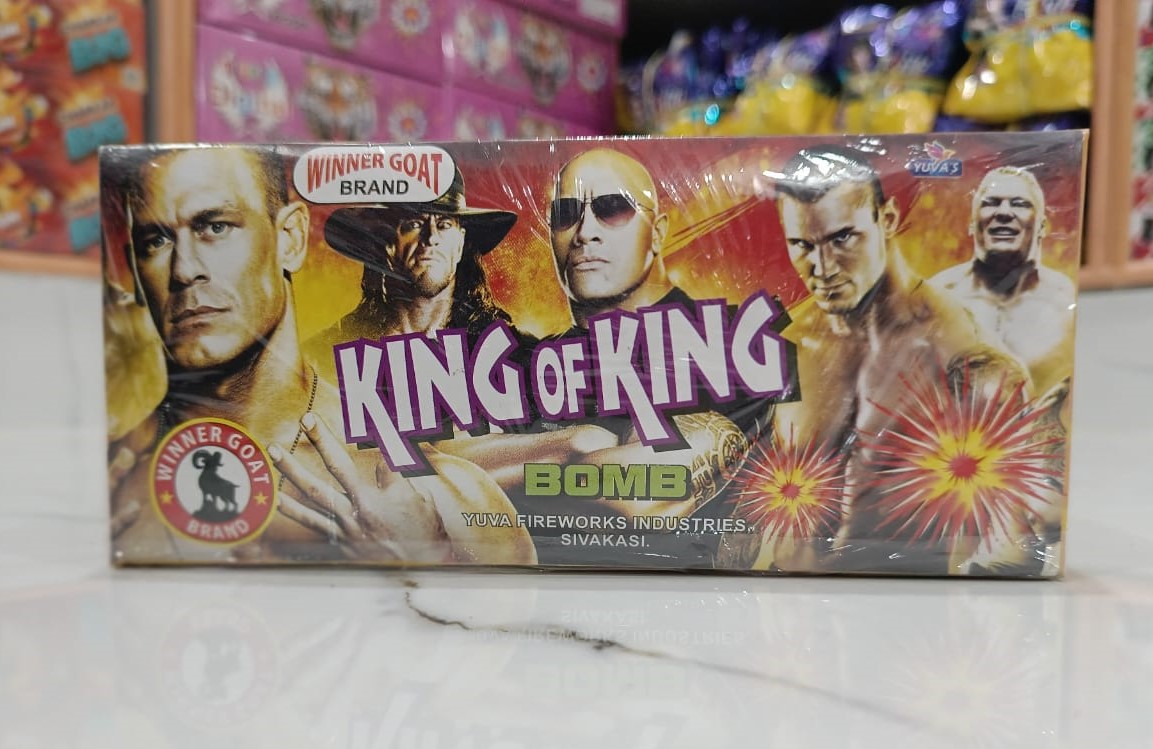 WINNER GOAT
BRAND
YUVA'S
KING OF KING
BOMB
YUVA FIREWORKS INDUSTRIES,
SIVAKASI.
WINNER GOAT
BRAND